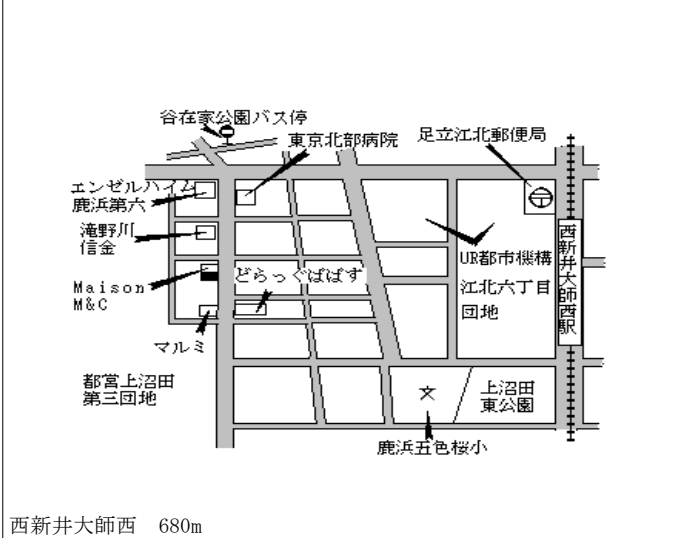 谷在家公園バス停
東京北部病院
足立江北郵便局
エンゼルハイム
鹿浜第六
滝野川
信金
どらっぐぱぱす
Maison
M&C
マルミ
UR都市機構
江北六丁目
団地
西新井大師西駅
都営上沼田
第三団地
文
上沼田
東公園
鹿浜五色桜小
西新井大師西 680m